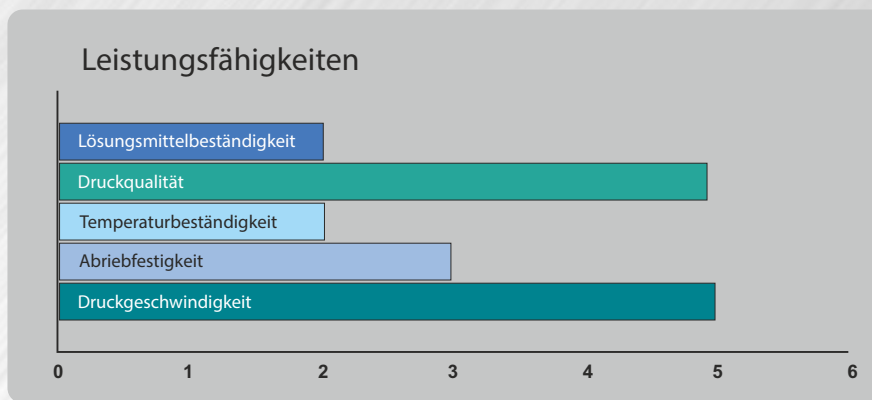 Leistungsfähigkeiten
Lösungsmittelbeständigkeit
Druckqualität
Temperaturbeständigkeit
Abriebfestigkeit
Druckgeschwindigkeit
0 1 2 3 4 5 6